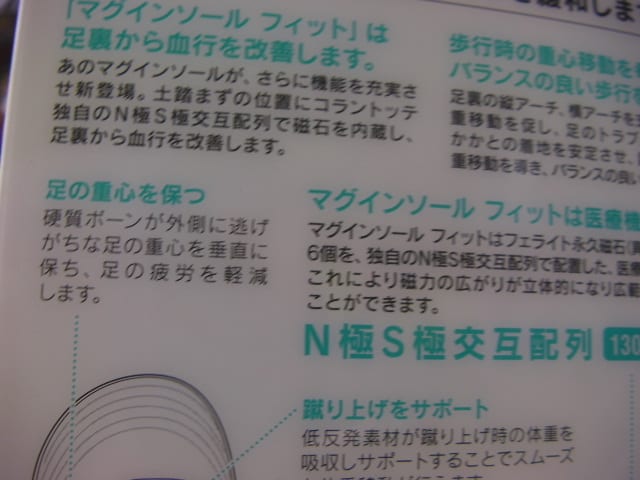 緩和しま
「マグインソール フィット」は
足裏から血行を改善します。
あのマグインソールが、さらに機能を充実さ
せ新登場。土踏まずの位置にコラントッテ
独自のN極S極交互配列で磁石を内蔵し、
足裏から血行を改善します。
歩行時の重心移動を
バランスの良い歩行
足裏の縦アーチ、横アーチを
重移動を促し、足のトラブ
かかとの着地を安定させ、
重移動を導き、バランスの良い
足の重心を保つ
硬質ボーンが外側に逃げ
がちな足の重心を垂直に
保ち、足の疲労を軽減
します。
マグインソール フィットは医療機
マグインソール フィットはフェライト永久磁石(
6個を、独自のN極S極交互配列で配置した、医療
これにより磁力の広がりが立体的になり広範
ことができます。
N極S極交互配列 130
蹴り上げをサポート
低反発素材が蹴り上げ時の体重を
吸収しサポートすることでスムーズ